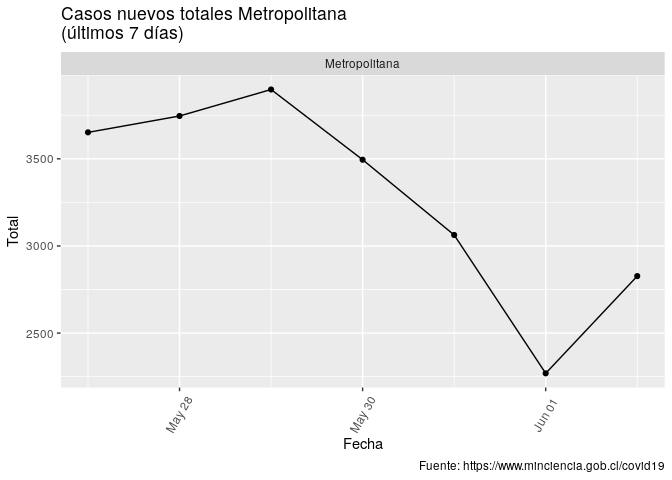 Casos nuevos totales Metropolitana
(últimos 7 días)
Metropolitana
Total
3500
3000
2500
May 28
May 30
Jun 01
Fecha
Fuente: https://www.minciencia.gob.cl/covid19